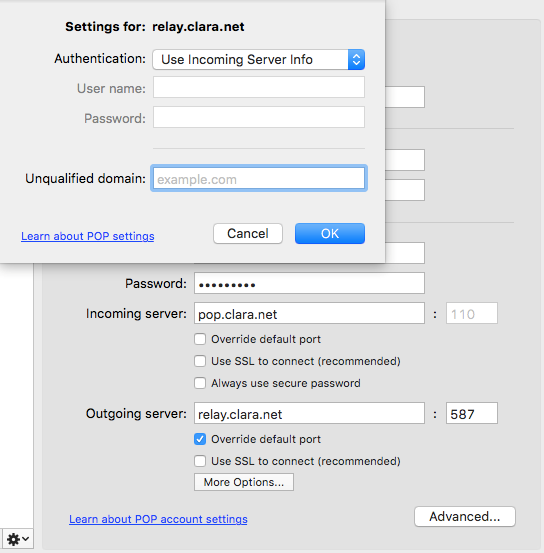 Settings for: relay.clara.net
Authentication: Use Incoming Server Info
User name:
Password:
Unqualified domain: example.com
Learn about POP settings Cancel OK
Password: •••••••••
Incoming server: pop.clara.net : 110
Override default port
Use SSL to connect (recommended)
Always use secure password
Outgoing server: relay.clara.net : 587
Override default port
Use SSL to connect (recommended)
More Options...
Learn about POP account settings Advanced...